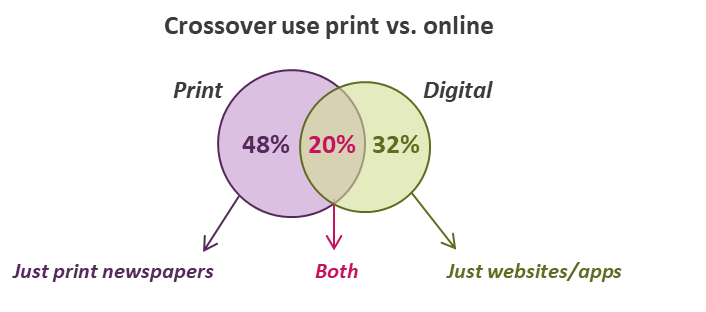 Crossover use print vs. online
Print
Digital
48%
20%
32%
Just print newspapers
Both
Just websites/apps